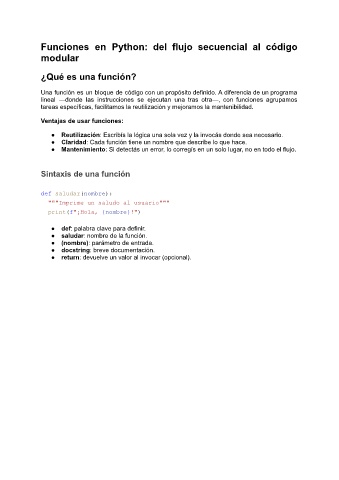 Funciones en Python: del flujo secuencial al código
modular
¿Qué es una función?
Una función es un bloque de código con un propósito definido. A diferencia de un programa
lineal —donde las instrucciones se ejecutan una tras otra—, con funciones agrupamos
tareas específicas, facilitamos la reutilización y mejoramos la mantenibilidad.
Ventajas de usar funciones:
● Reutilización: Escribís la lógica una sola vez y la invocás donde sea necesario.
● Claridad: Cada función tiene un nombre que describe lo que hace.
● Mantenimiento: Si detectás un error, lo corregís en un solo lugar, no en todo el flujo.
Sintaxis de una función
def saludar(nombre):
"""Imprime un saludo al usuario"""
print(f"¡Hola, {nombre}!")
● def: palabra clave para definir.
● saludar: nombre de la función.
● (nombre): parámetro de entrada.
● docstring: breve documentación.
● return: devuelve un valor al invocar (opcional).